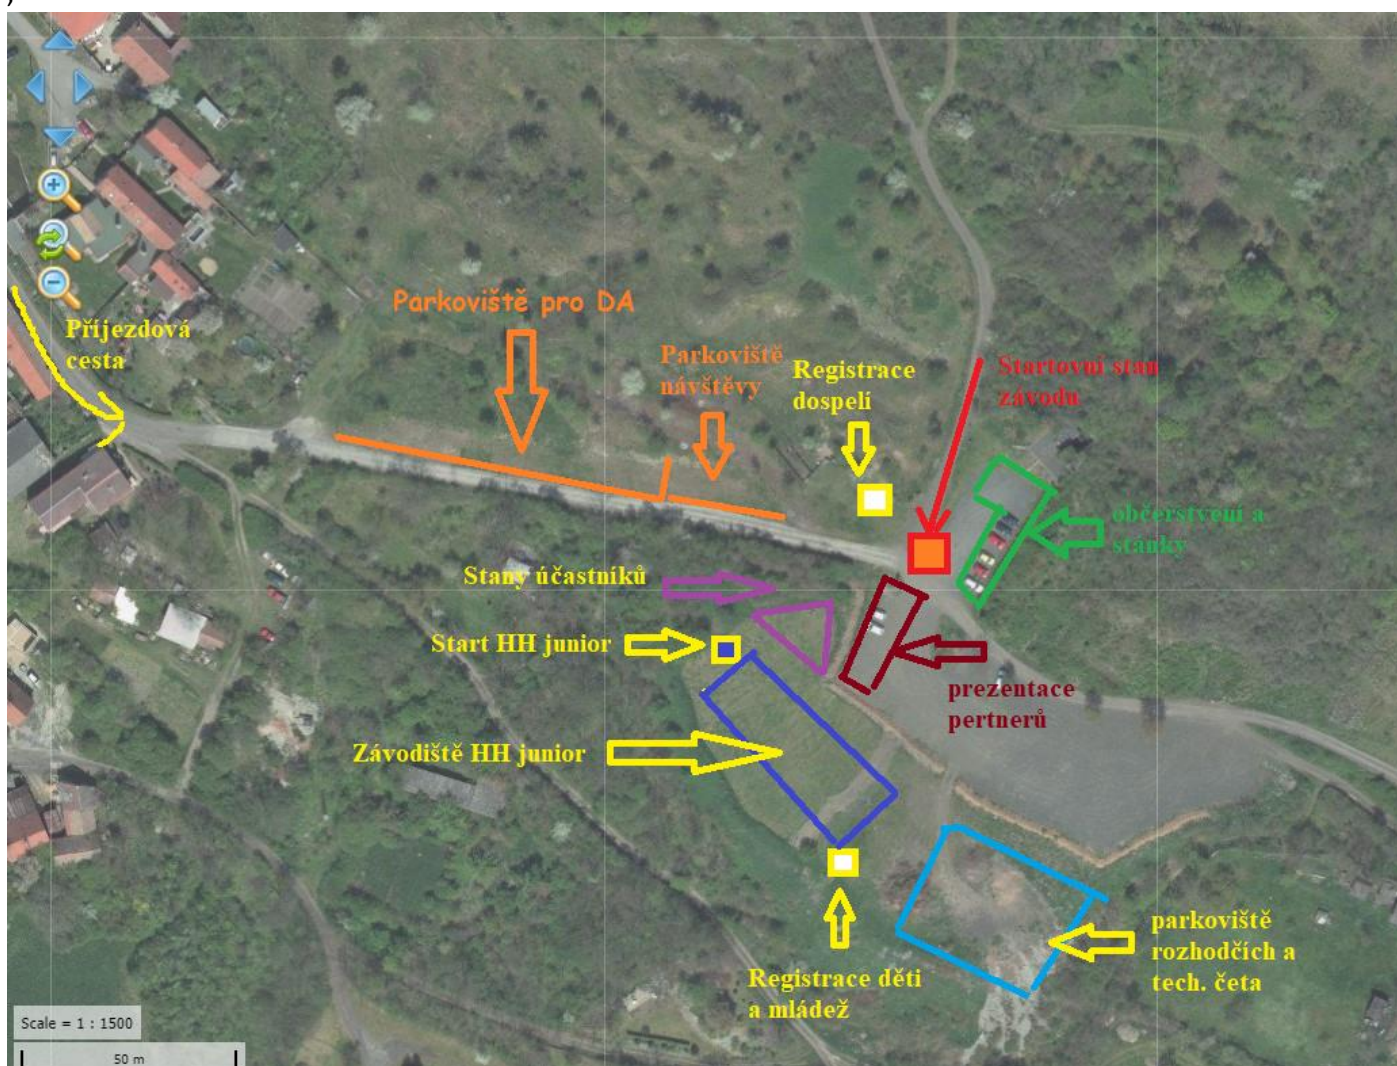 Parkoviště pro DA
Příjezdová
cesta
Parkoviště
návštěvy
Registrace
dospelí
Startovní stan
závodu
občerstvení a
stánky
Stany účastníků
Start HH junior
prezentace
pertnerů
Závodiště HH junior
parkoviště
rozhodčích a
tech. četa
Registrace děti
a mládež
Scale = 1 : 1500
50 m